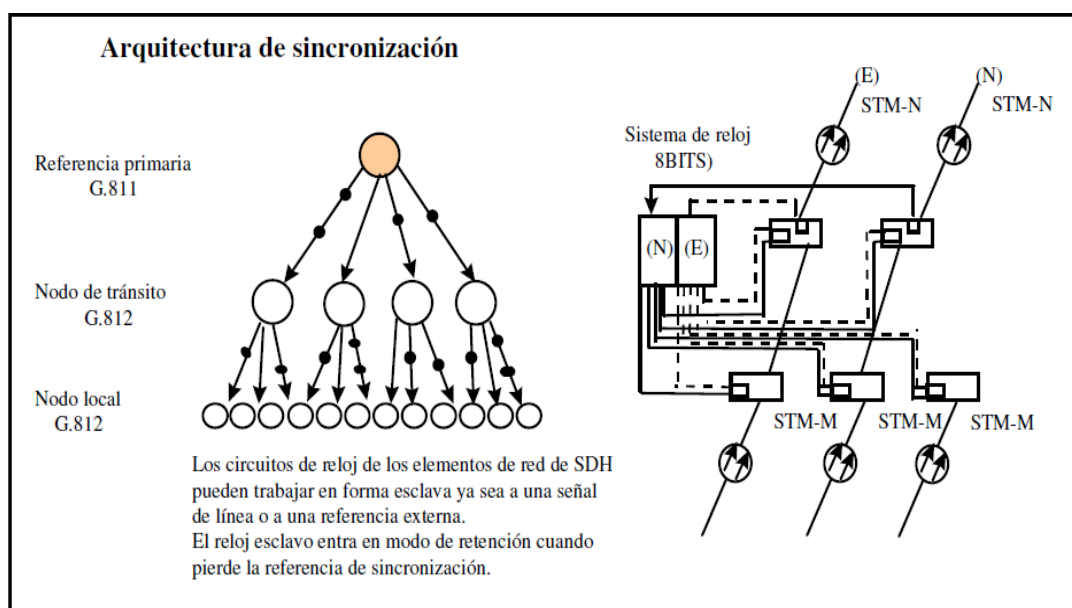 Arquitectura de sincronización
Referencia primaria
G.811
Nodo de tránsito
G.812
Nodo local
G.812
Los circuitos de reloj de los elementos de red de SDH
pueden trabajar en forma esclava ya sea a una señal
de línea o a una referencia externa.
El reloj esclavo entra en modo de retención cuando
pierde la referencia de sincronización.
(E)
STM-N
(N)
STM-N
Sistema de reloj
8BITS)
(N)
(E)
STM-M
STM-M
STM-M